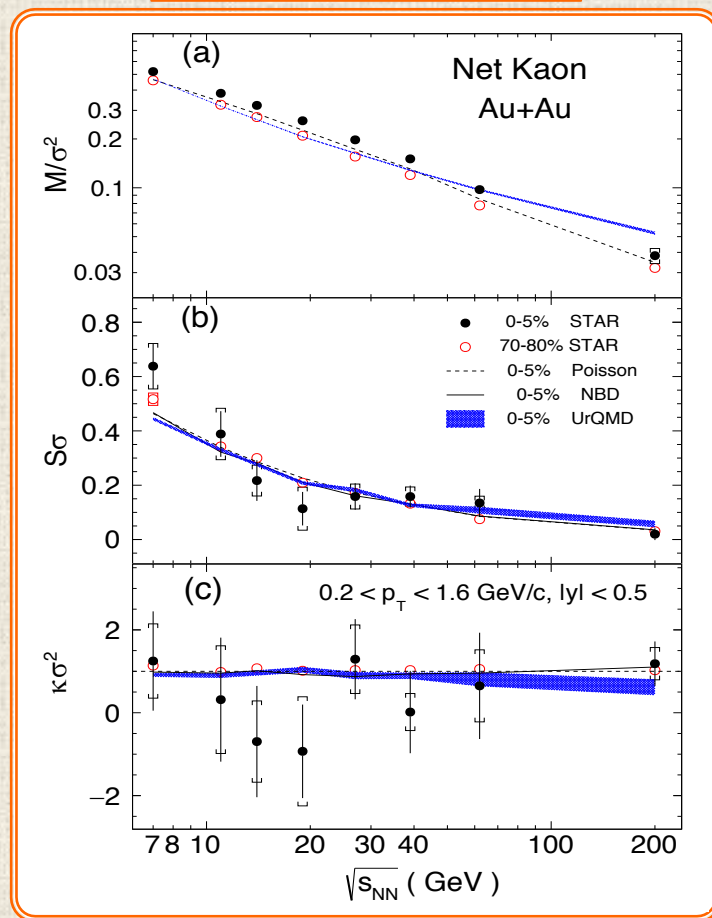 (a)
Net Kaon
Au+Au
M/σ²
0.3
0.2
0.1
0.03
(b)
0-5% STAR
70-80% STAR
0-5% Poisson
0-5% NBD
0-5% UrQMD
Sσ
0.8
0.6
0.4
0.2
0
(c)
0.2 < p_T < 1.6 GeV/c, |y| < 0.5
κσ²
2
0
−2
7 8 10 20 30 40 100 200
√s_NN ( GeV )